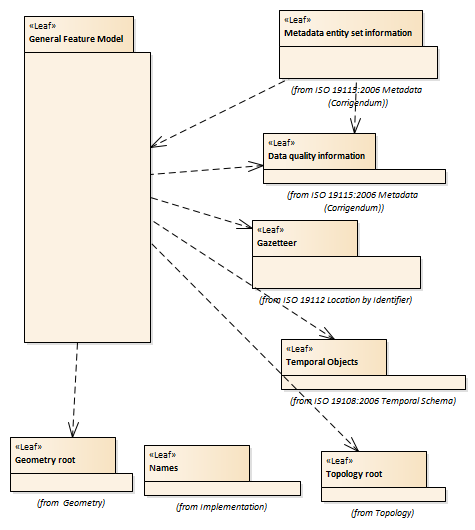 «Leaf»
General Feature Model
«Leaf»
Metadata entity set information
(from ISO 19115:2006 Metadata
(Corrigendum))
«Leaf»
Data quality information
(from ISO 19115:2006 Metadata
(Corrigendum))
«Leaf»
Gazetteer
(from ISO 19112 Location by Identifier)
«Leaf»
Temporal Objects
(from ISO 19108:2006 Temporal Schema)
«Leaf»
Geometry root
(from Geometry)
«Leaf»
Names
(from Implementation)
«Leaf»
Topology root
(from Topology)